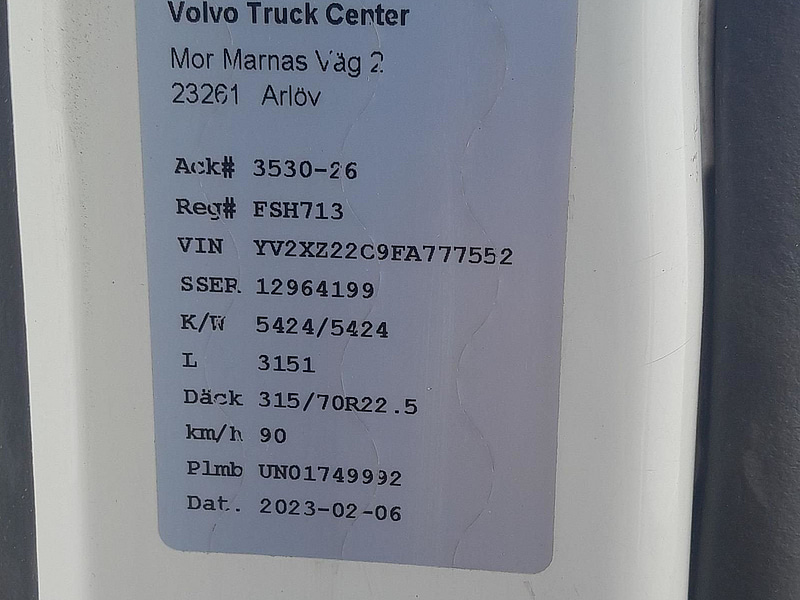 Volvo Truck Center
Mor Marnas Väg 2
23261 Arlöv
Ack# 3530-26
Reg# FSH713
VIN YV2XZ22C9FA777552
SSER 12964199
K/W 5424/5424
L 3151
Däck 315/70R22.5
km/h 90
Plmb UN01749992
Dat. 2023-02-06